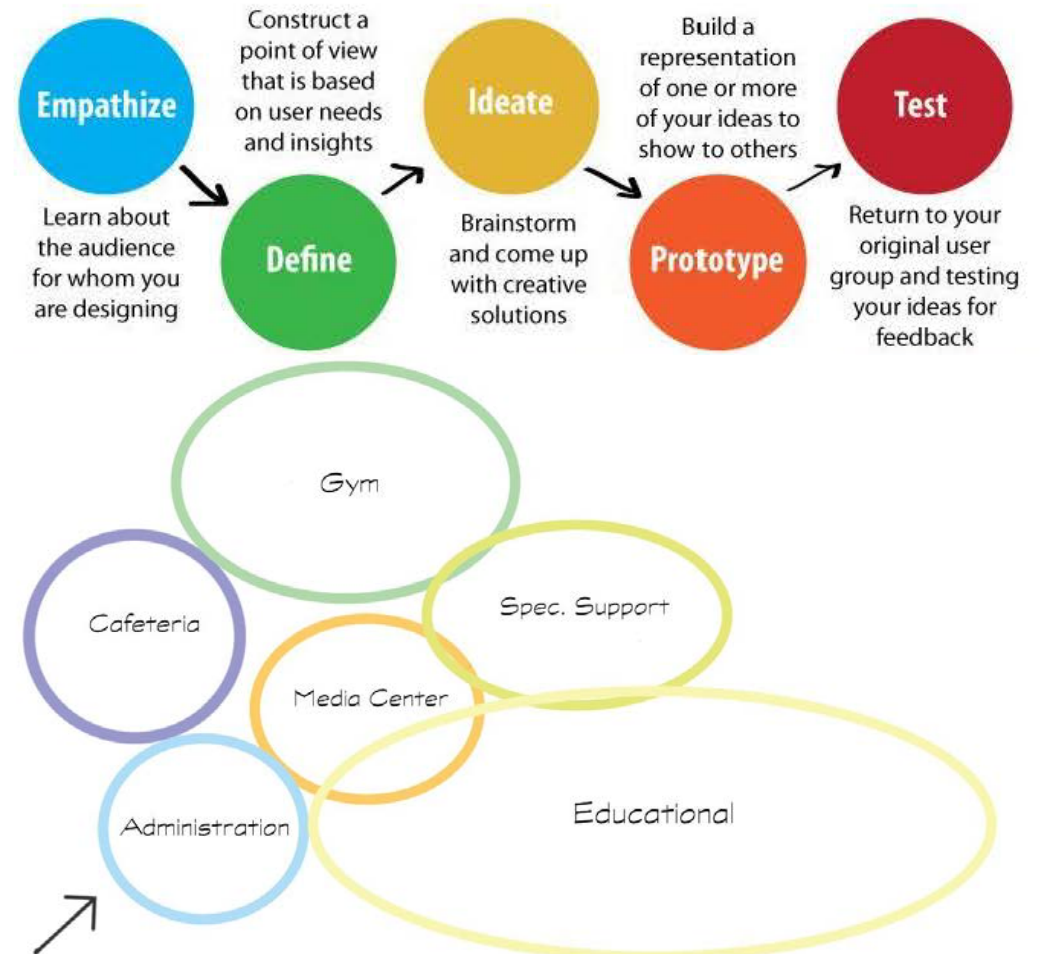 Empathize
Learn about
the audience
for whom you
are designing
Construct a
point of view
that is based
on user needs
and insights
Define
Ideate
Brainstorm
and come up
with creative
solutions
Build a
representation
of one or more
of your ideas to
show to others
Prototype
Test
Return to your
original user
group and testing
your ideas for
feedback
Gym
Cafeteria
Spec. Support
Media Center
Administration
Educational